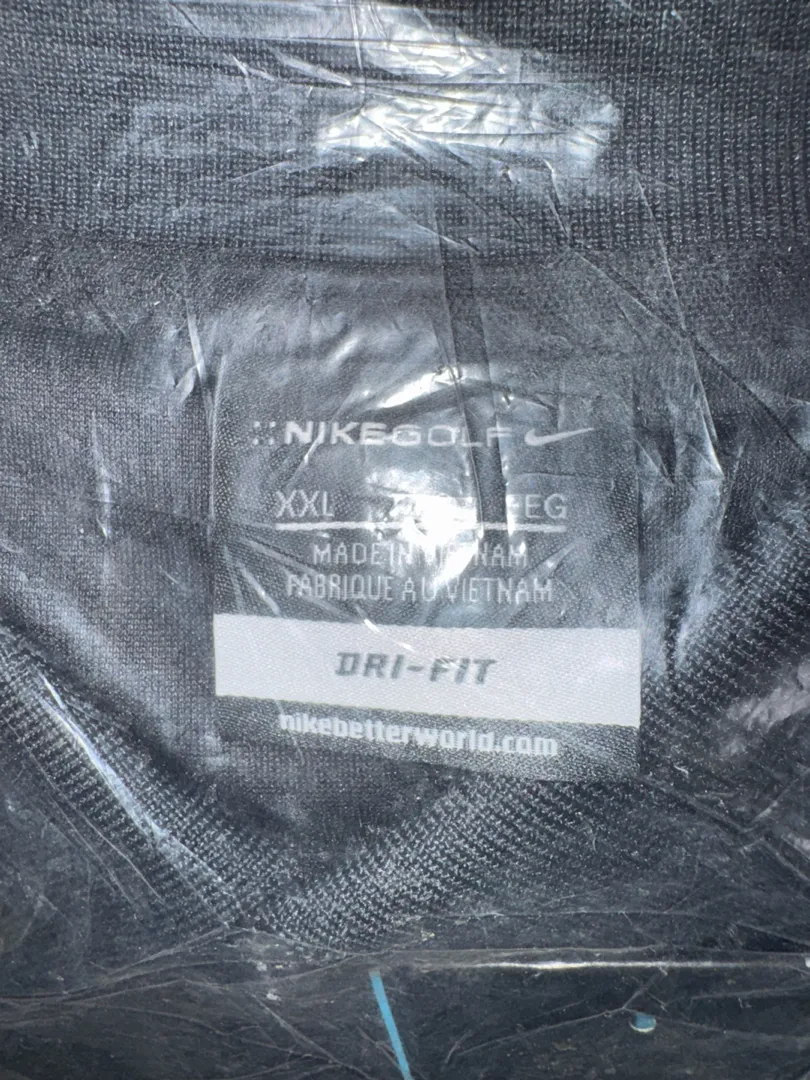 NIKEGOLF
XXL
MADE IN VIETNAM
FABRIQUE AU VIETNAM
DRI-FIT
nikebetterworld.com